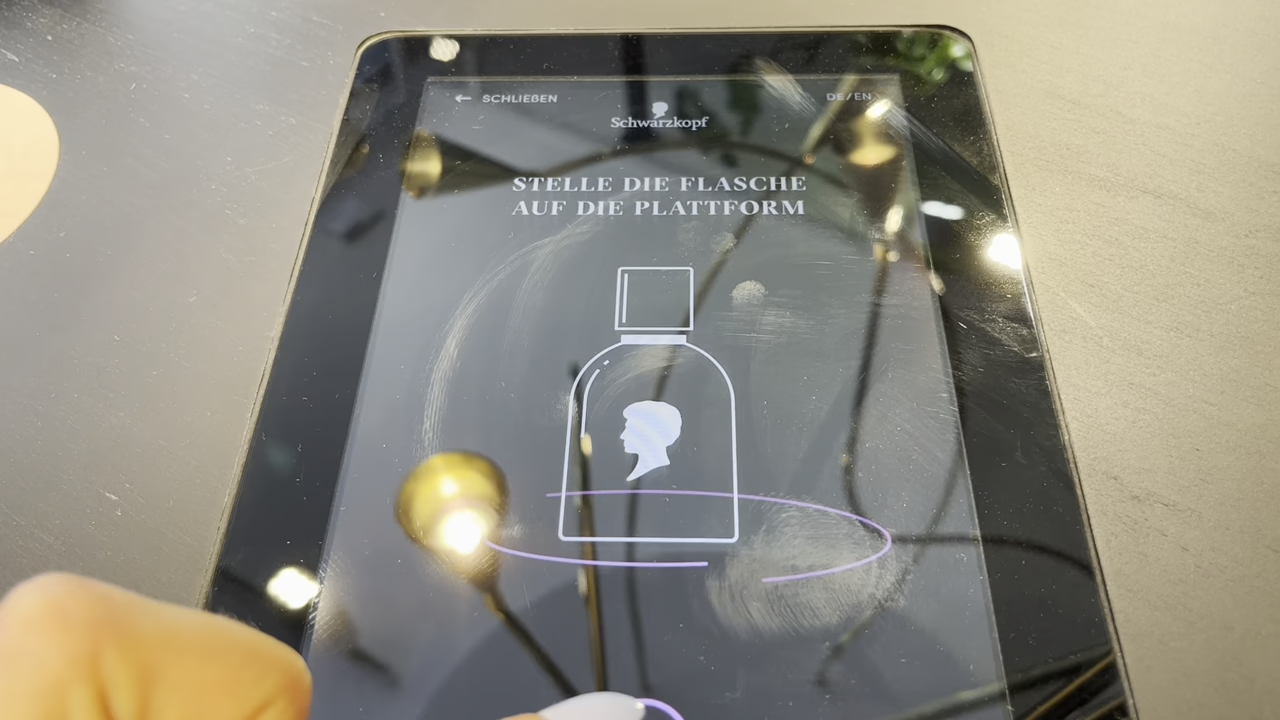 ← SCHLIEẞEN
DE/EN
Schwarzkopf
STELLE DIE FLASCHE
AUF DIE PLATTFORM